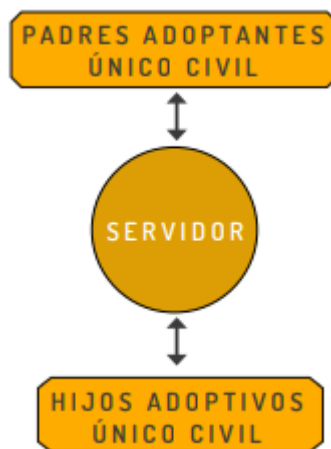 PADRES ADOPTANTES
ÚNICO CIVIL
SERVIDOR
HIJOS ADOPTIVOS
ÚNICO CIVIL